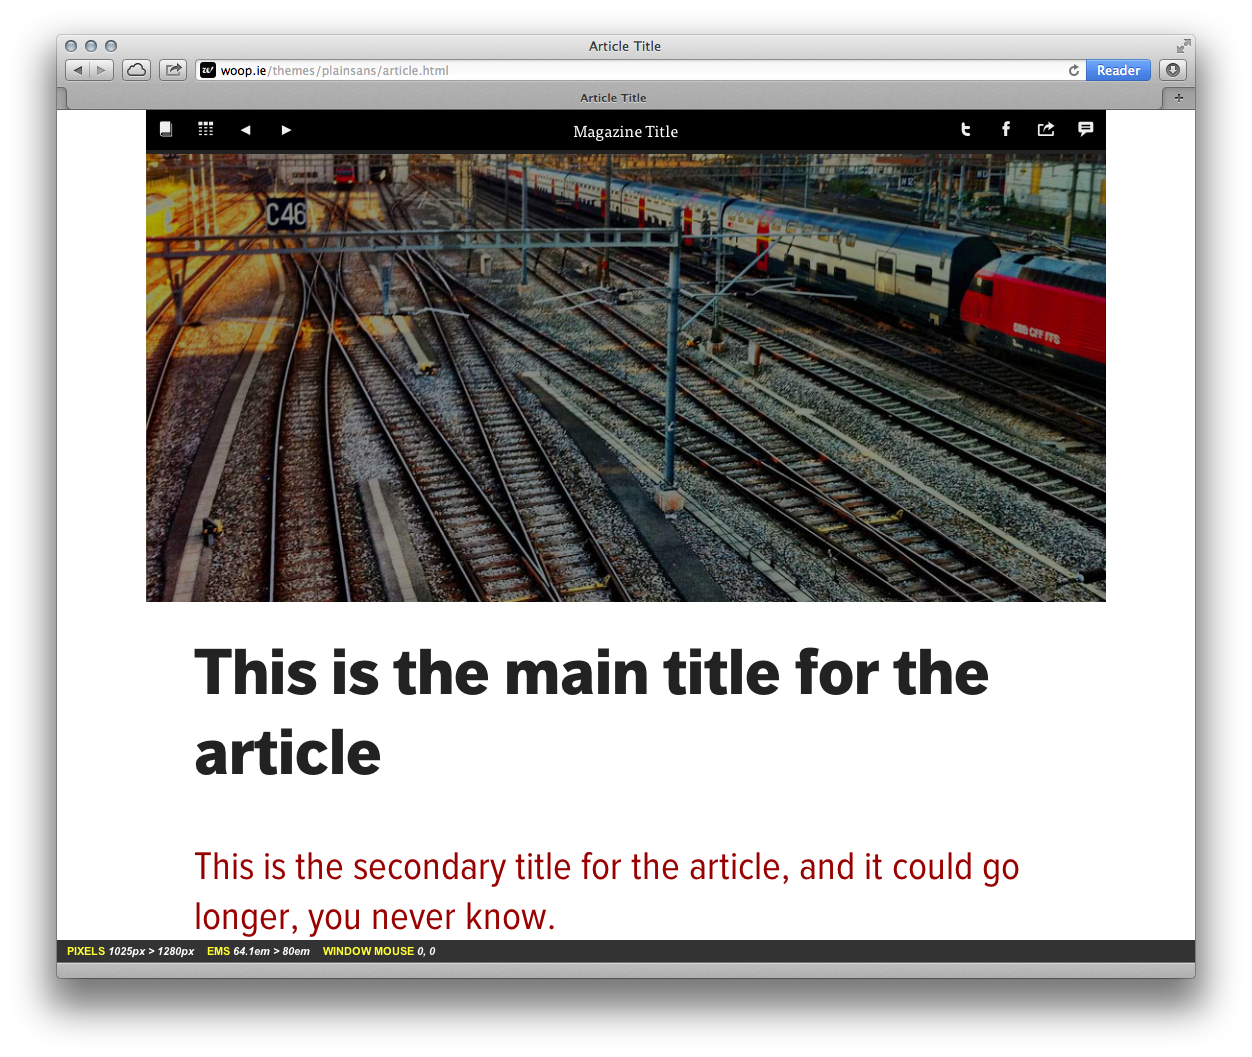 Article Title
woop.ie/themes/plainsans/article.html
Reader
Article Title
Magazine Title
C46
SBB CFF FFS
This is the main title for the
article
This is the secondary title for the article, and it could go
longer, you never know.
PIXELS 1025px > 1280px EMS 64.1em > 80em WINDOW MOUSE 0, 0